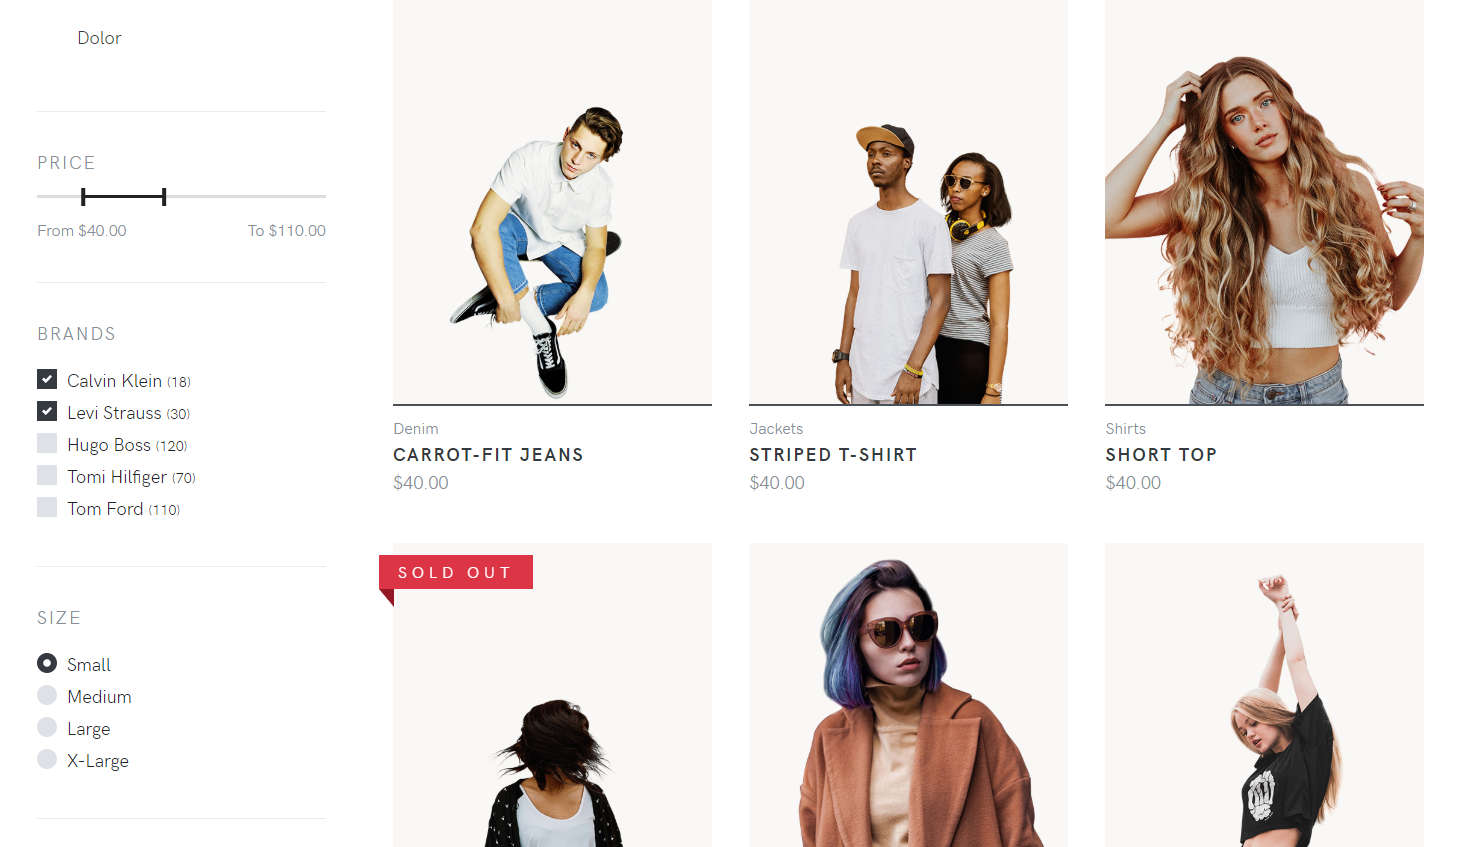 Dolor
PRICE
From $40.00 To $110.00
BRANDS
Calvin Klein (18)
Levi Strauss (30)
Hugo Boss (120)
Tomi Hilfiger (70)
Tom Ford (110)
SIZE
Small
Medium
Large
X-Large
Denim
CARROT-FIT JEANS
$40.00
Jackets
STRIPED T-SHIRT
$40.00
Shirts
SHORT TOP
$40.00
SOLD OUT